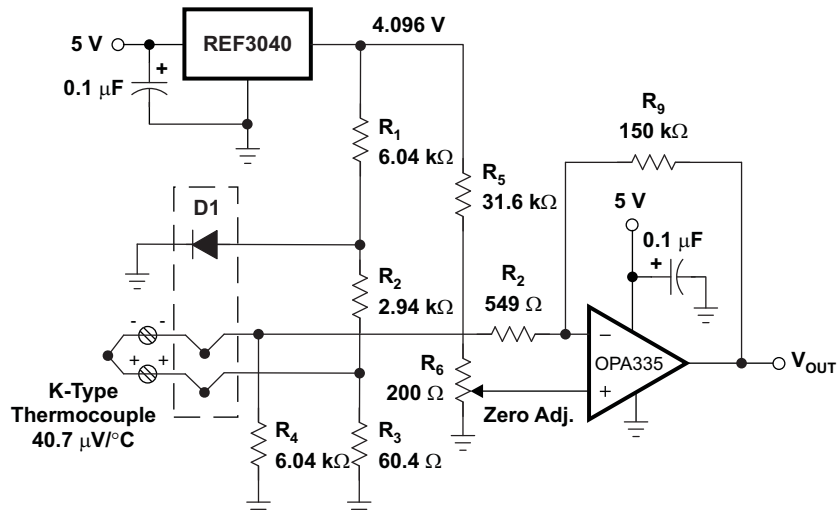 5 V
REF3040
4.096 V
+
0.1 μF
R1
6.04 kΩ
R9
150 kΩ
R5
31.6 kΩ
5 V
0.1 μF
+
D1
R2
2.94 kΩ
R2
549 Ω
- -
+ +
−
OPA335
+
VOUT
R6
200 Ω
Zero Adj.
K-Type
Thermocouple
40.7 μV/°C
R4
6.04 kΩ
R3
60.4 Ω